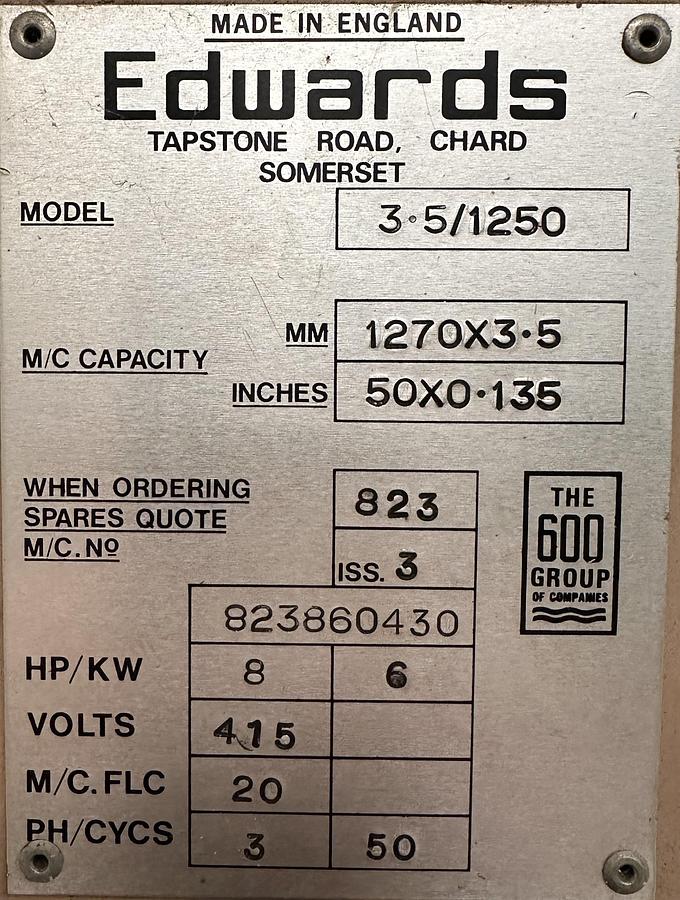 MADE IN ENGLAND
Edwards
TAPSTONE ROAD, CHARD
SOMERSET
MODEL 3·5/1250
M/C CAPACITY
MM 1270X3·5
INCHES 50X0·135
WHEN ORDERING
SPARES QUOTE
M/C. Nº
823
ISS. 3
823860430
THE
600
GROUP
OF COMPANIES
HP/KW 8 6
VOLTS 415
M/C. FLC 20
PH/CYCS 3 50